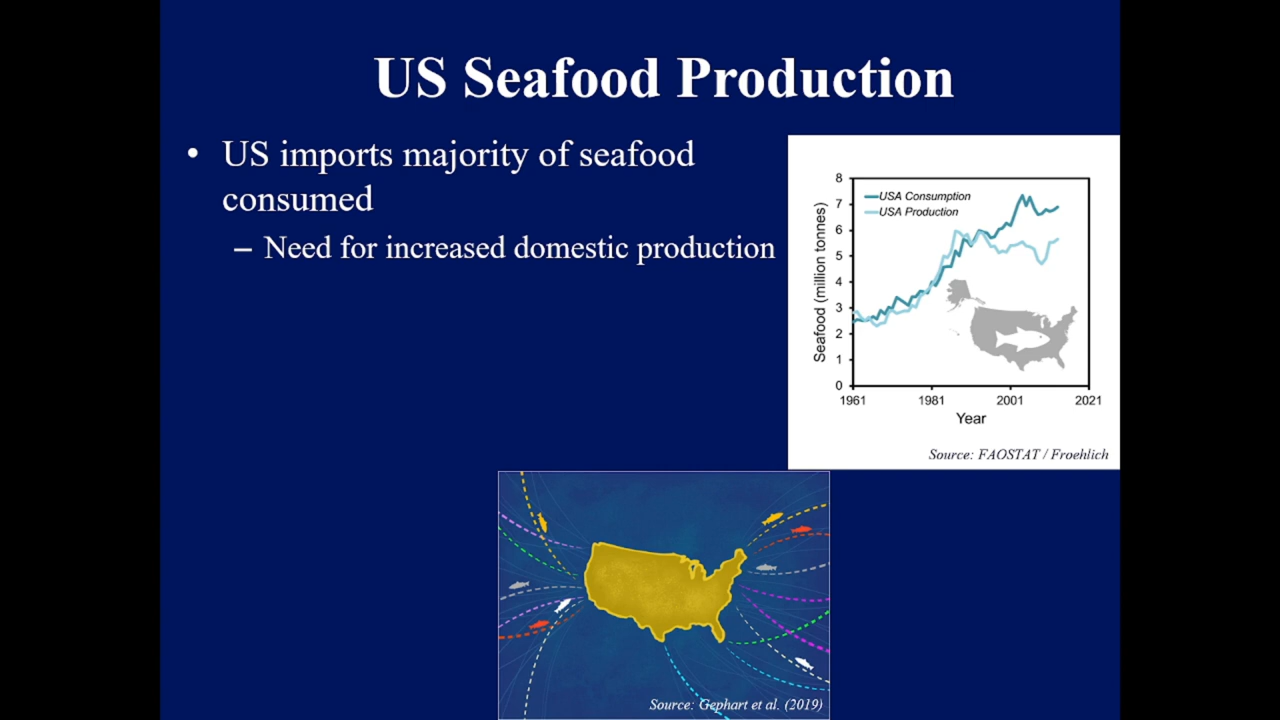 US Seafood Production
• US imports majority of seafood
consumed
– Need for increased domestic production
USA Consumption
USA Production
Seafood (million tonnes)
8
7
6
5
4
3
2
1
0
1961 1981 2001 2021
Year
Source: FAOSTAT / Froehlich
Source: Gephart et al. (2019)